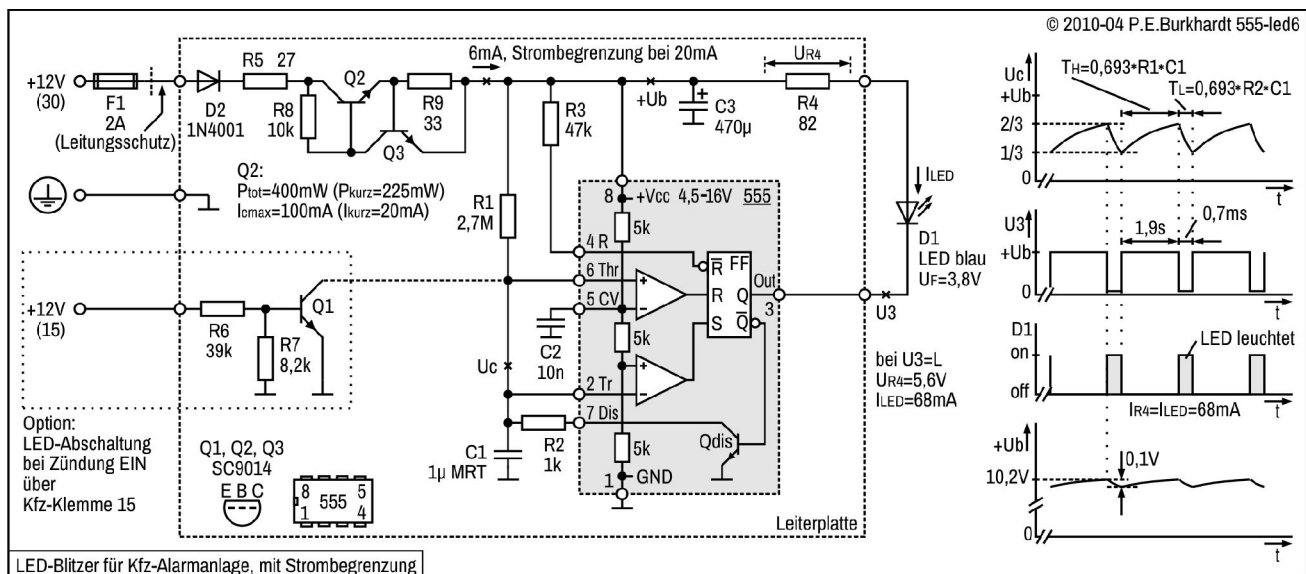 © 2010-04 P.E.Burkhardt 555-led6
+12V
(30)
F1
2A
(Leitungsschutz)
D2
1N4001
R5 27
R8
10k
Q2
Q3
R9
33
6mA, Strombegrenzung bei 20mA
R3
47k
+Ub
C3
470µ
+
UR4
R4
82
Q2:
Ptot=400mW (Pkurz=225mW)
Icmax=100mA (Ikurz=20mA)
R1
2,7M
8 +Vcc 4,5-16V 555
5k
4 R
6 Thr
5 CV
+
−
R FF
R Q
S Q
Out
3
5k
C2
10n
+
−
2 Tr
7 Dis
Qdis
5k
GND
1
ILED
D1
LED blau
UF=3,8V
U3
bei U3=L
UR4=5,6V
ILED=68mA
+12V
(15)
R6
39k
R7
8,2k
Q1
Uc
R2
1k
C1
1µ MRT
Option:
LED-Abschaltung
bei Zündung EIN
über
Kfz-Klemme 15
Q1, Q2, Q3
SC9014
E B C
8 5
555
1 4
Leiterplatte
LED-Blitzer für Kfz-Alarmanlage, mit Strombegrenzung
TH=0,693*R1*C1
TL=0,693*R2*C1
Uc
+Ub
2/3
1/3
0
t
U3
+Ub
1,9s
0,7ms
0
t
D1
on
off
LED leuchtet
IR4=ILED=68mA
t
+Ub
10,2V
0,1V
0
t